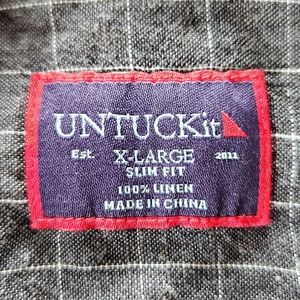 UNTUCKit
Est. X-LARGE 2011
SLIM FIT
100% LINEN
MADE IN CHINA